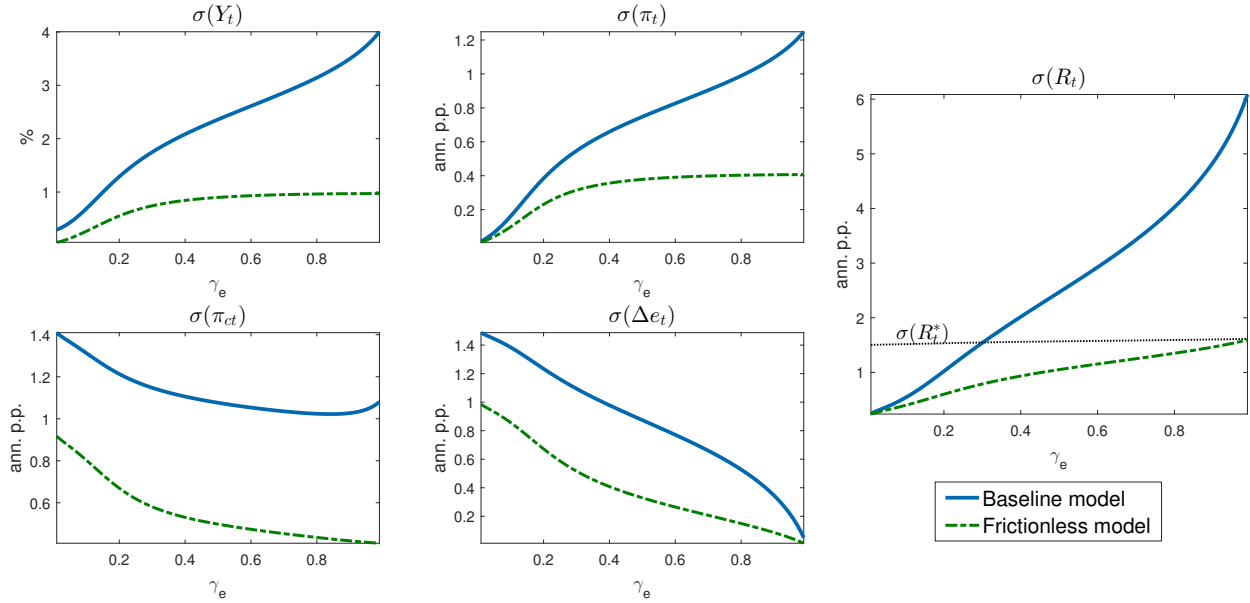 σ(Y_t)
4
3
2
1
%
0.2 0.4 0.6 0.8
γ_e
σ(π_t)
1.2
1
0.8
0.6
0.4
0.2
ann. p.p.
0.2 0.4 0.6 0.8
γ_e
σ(R_t)
6
5
4
3
2
1
ann. p.p.
σ(R_t^*)
0.2 0.4 0.6 0.8
γ_e
σ(π_{ct})
1.4
1.2
1
0.8
0.6
ann. p.p.
0.2 0.4 0.6 0.8
γ_e
σ(Δe_t)
1.4
1.2
1
0.8
0.6
0.4
0.2
ann. p.p.
0.2 0.4 0.6 0.8
γ_e
Baseline model
Frictionless model